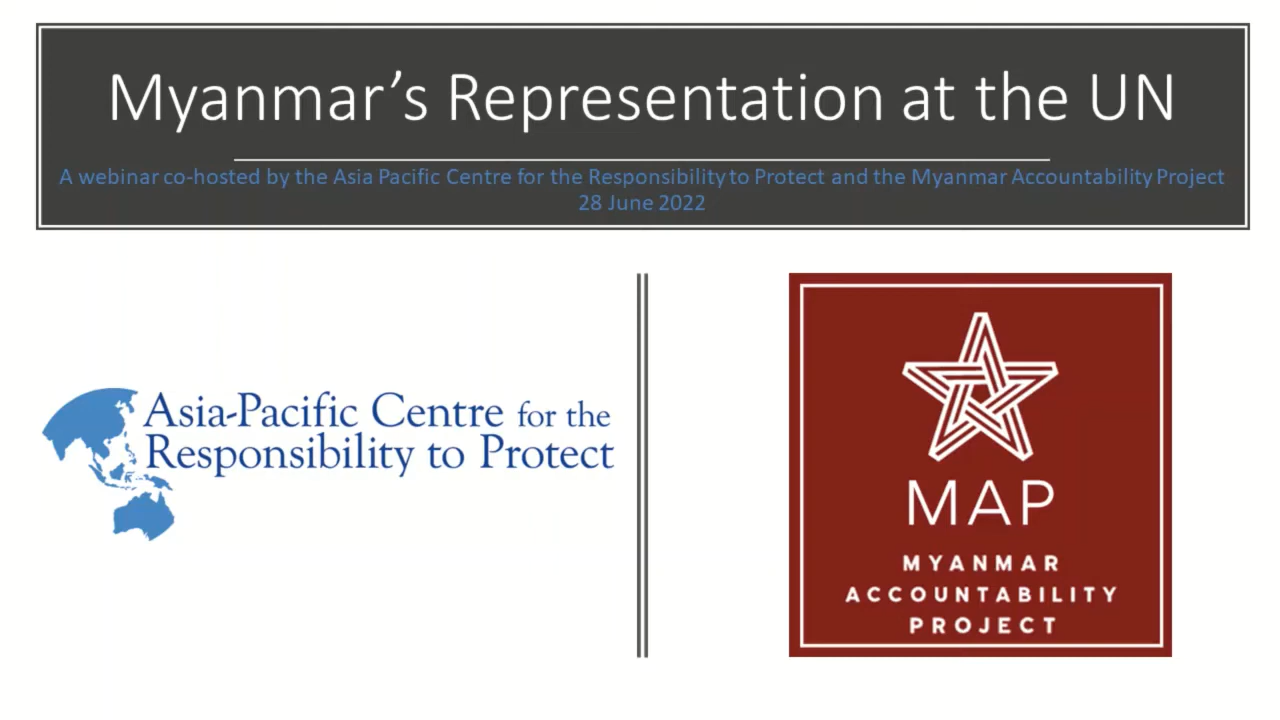 Myanmar’s Representation at the UN
A webinar co-hosted by the Asia Pacific Centre for the Responsibility to Protect and the Myanmar Accountability Project
28 June 2022
Asia-Pacific Centre for the
Responsibility to Protect
MAP
MYANMAR
ACCOUNTABILITY
PROJECT